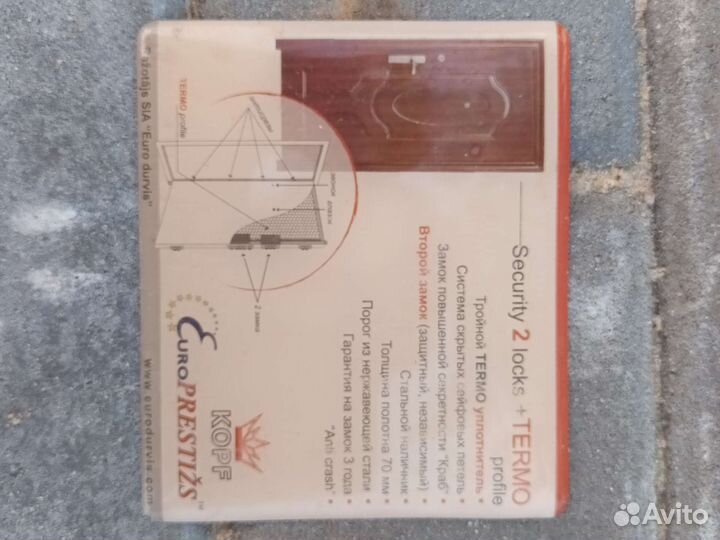 Security 2 locks + TERMO
profile
Тройной TERMO уплотнитель •
Система скрытых сейфовых петель •
Замок повышенной секретности "Краб" •
Второй замок (защитный, независимый) •
Стальной наличник •
Толщина полотна 70 мм •
Порог из нержавеющей стали •
Гарантия на замок 3 года •
"Anti crash" •
TERMO profile
2 замка
KOPF
EUROPRESTIŽS™
SIA "Euro durvis"
www.eurodurvis.com
Avito